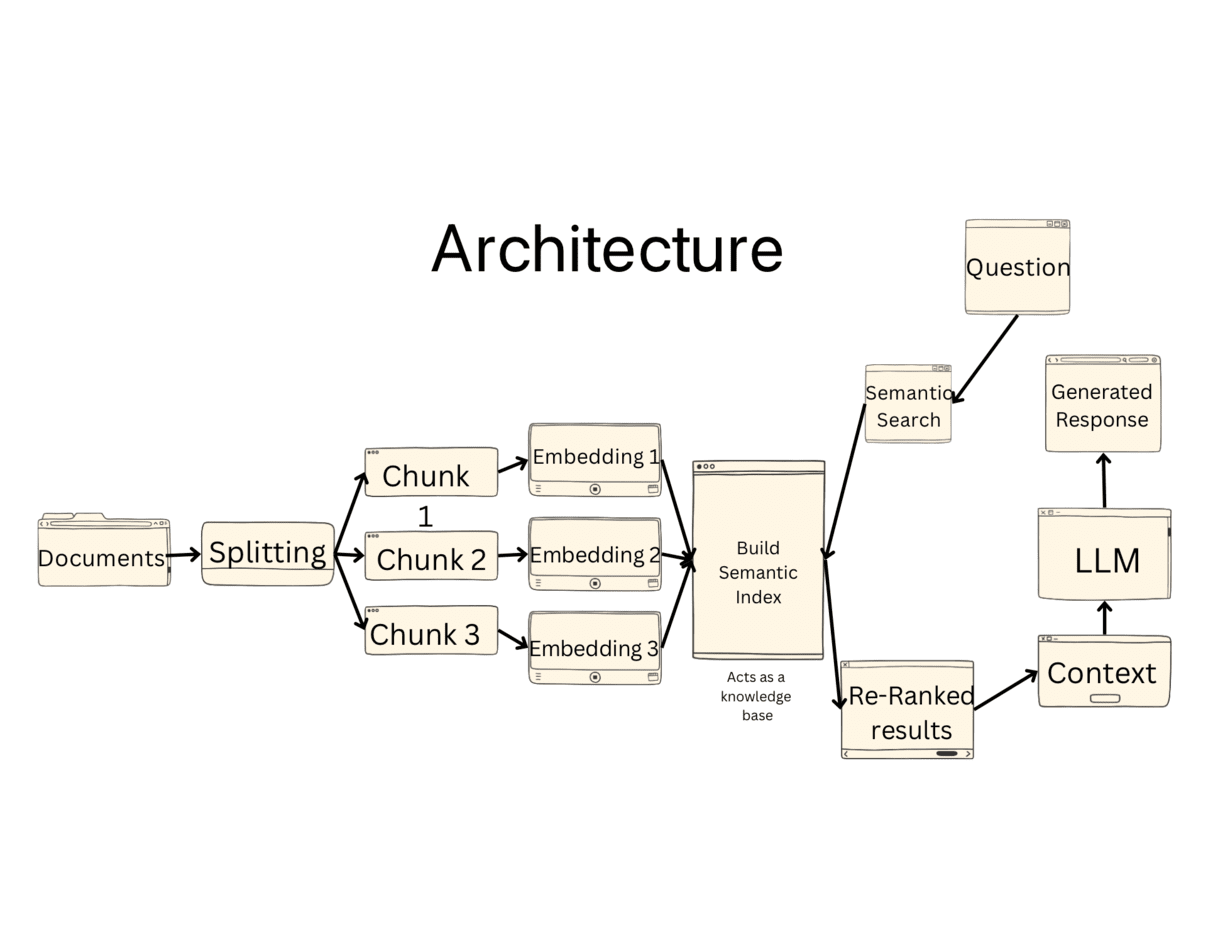 Architecture
Question
Semantic
Search
Generated
Response
Documents
Splitting
Chunk
1
Chunk 2
Chunk 3
Embedding 1
Embedding 2
Embedding 3
Build
Semantic
Index
Acts as a
knowledge
base
Re-Ranked
results
Context
LLM